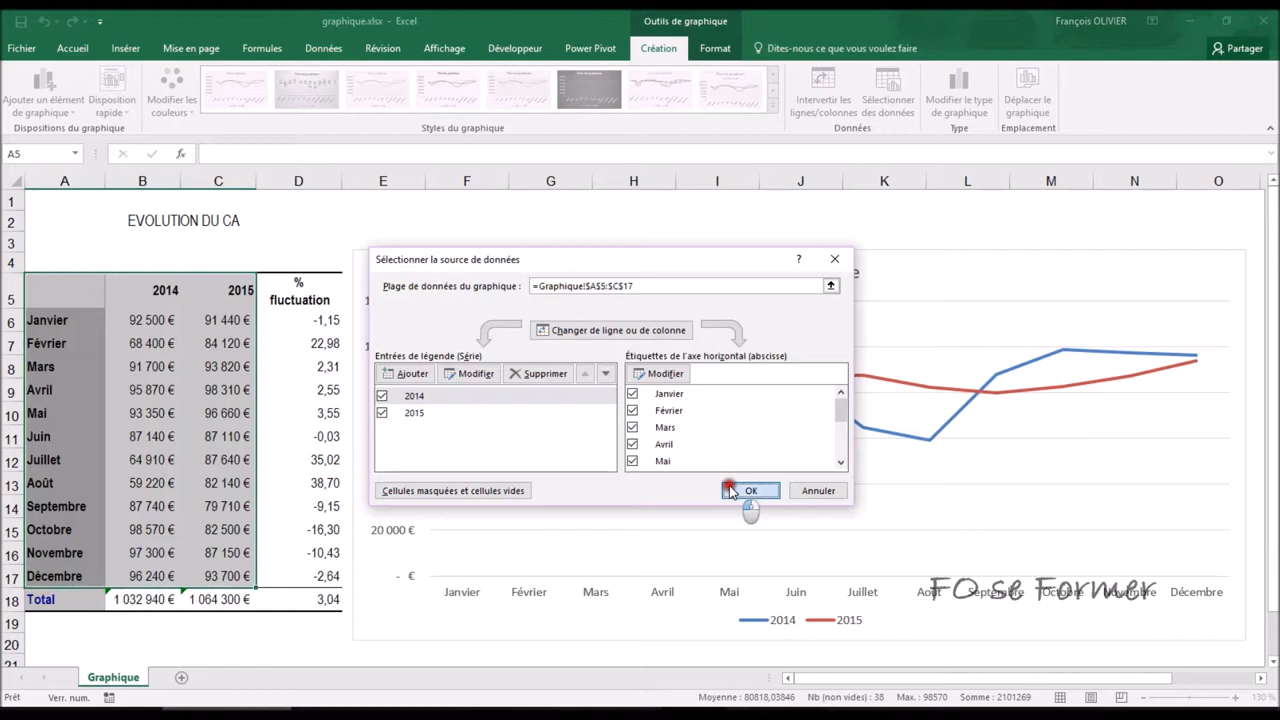 graphique.xlsx - Excel
Outils de graphique
François OLIVIER
Fichier Accueil Insérer Mise en page Formules Données Révision Affichage Développeur Power Pivot Création Format Dites-nous ce que vous voulez faire Partager
Ajouter un élément de graphique
Disposition rapide
Modifier les couleurs
Intervertir les lignes/colonnes
Sélectionner des données
Modifier le type de graphique
Déplacer le graphique
Dispositions du graphique Styles du graphique Données Type Emplacement
A5 fx
A B C D E F G H I J K L M N O
1
2 EVOLUTION DU CA
3
4
5 2014 2015 % fluctuation
6 Janvier 92 500 € 91 440 € -1,15
7 Février 68 400 € 84 120 € 22,98
8 Mars 91 700 € 93 820 € 2,31
9 Avril 95 870 € 98 310 € 2,55
10 Mai 93 350 € 96 660 € 3,55
11 Juin 87 140 € 87 110 € -0,03
12 Juillet 64 910 € 87 640 € 35,02
13 Août 59 220 € 82 140 € 38,70
14 Septembre 87 740 € 79 710 € -9,15
15 Octobre 98 570 € 82 500 € -16,30
16 Novembre 97 300 € 87 150 € -10,43
17 Décembre 96 240 € 93 700 € -2,64
18 Total 1 032 940 € 1 064 300 € 3,04
19
20
21
Sélectionner la source de données ?
Plage de données du graphique : =Graphique!$A$5:$C$17
Changer de ligne ou de colonne
Entrées de légende (Série) Étiquettes de l'axe horizontal (abscisse)
Ajouter Modifier Supprimer Modifier
2014
2015
Janvier
Février
Mars
Avril
Mai
Cellules masquées et cellules vides OK Annuler
20 000 €
- €
Janvier Février Mars Avril Mai Juin Juillet Août Septembre Octobre Novembre Décembre
FO se Former
2014 2015
Graphique
Prêt Verr. num. Moyenne : 80818,03846 Nb (non vides) : 38 Max. : 98570 Somme : 2101269 130 %